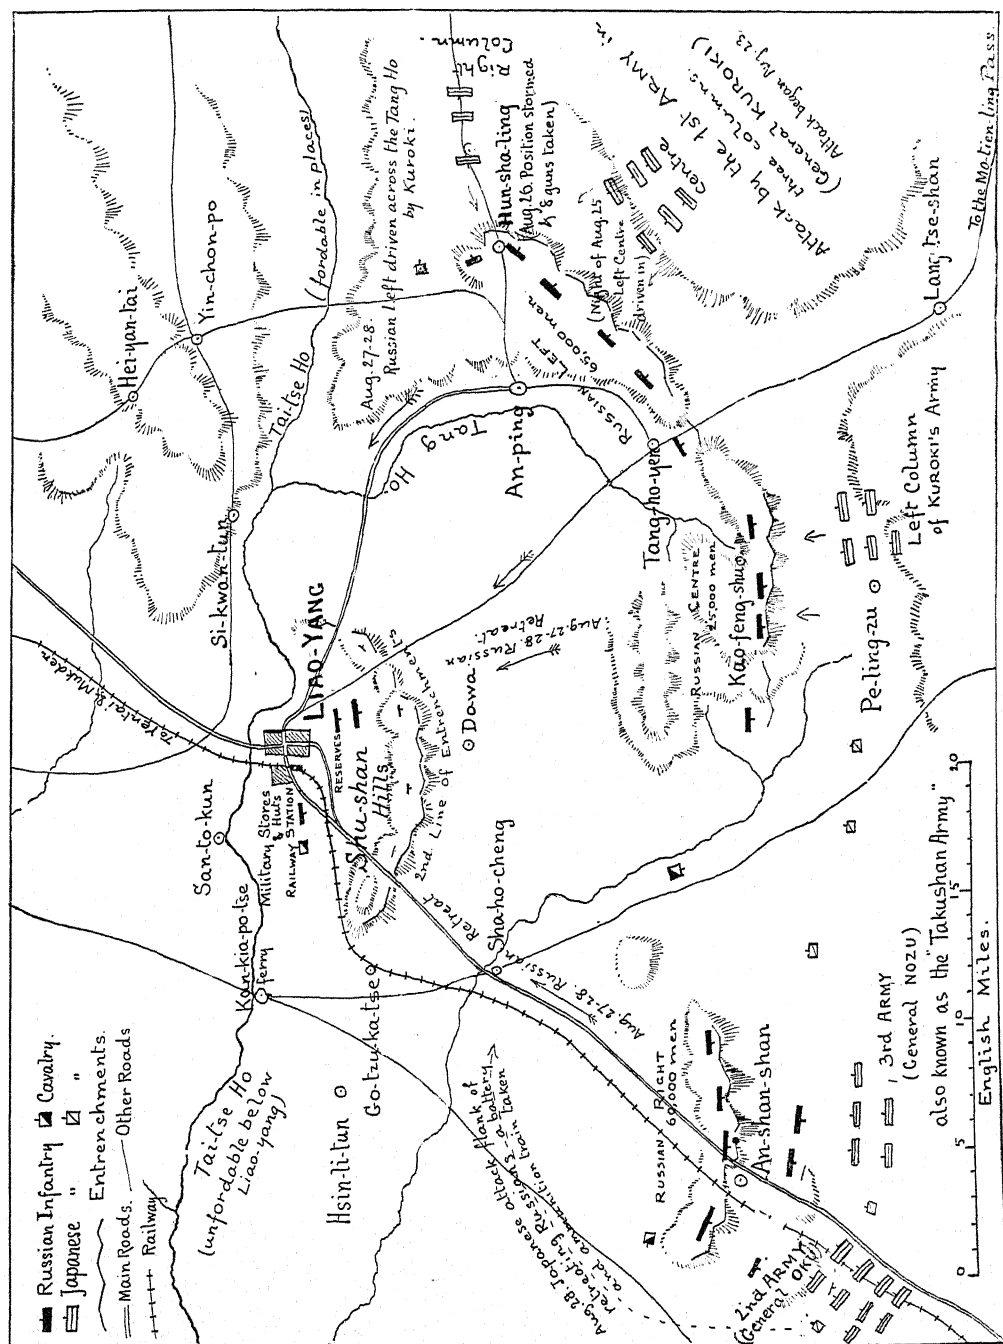 Russian Infantry
Cavalry.
Japanese " "
Entrenchments.
Main Roads.
Other Roads
Railway
Tai-tse Ho
(unfordable below
Liao-yang)
Kan-kia-po-tse
ferry
San-to-kun
Military Stores
& Huts
RAILWAY STATION
To Yentai & Mukden
LIAO-YANG
Si-kwan-tun
Tai-tse Ho
(fordable in places)
Hei-yan-tai
Yin-chon-po
RESERVES
Shu-shan
Hills
2nd. Line of Entrenchments
Dawa.
Go-tzu-ka-tse
Hsin-li-tun
Sha-ho-cheng
Aug. 27-28. Russian Retreat
Aug. 27-28. Russian
Retreat.
Aug. 28. Japanese attack flank of
retreating Russians & a battery
and ammunition train taken
Tang Ho.
An-ping
Aug. 27-28.
Russian Left driven across the Tang Ho
by Kuroki.
Right
Column.
Hun-sha-ling
Aug. 26. Position stormed
& guns taken)
RUSSIAN LEFT
65,000 men
(Night of Aug. 25
Left Centre
driven in)
centre
Attack by the 1st ARMY in
three columns.
(General KUROKI)
Attack began Aug. 23
Tang-ho-yen
Lang-tse-shan
To the Mo-tien-ling Pass.
RUSSIAN CENTRE
25,000 men
Kao-feng-shuo
Left Column
of KUROKI'S Army
Pe-ling-zu
RUSSIAN RIGHT
60,000 men
An-shan-shan
2nd ARMY
(General OKU)
3rd ARMY
(General NOZU)
also known as the "Takushan Army"
0 5 10 15 20
English Miles.